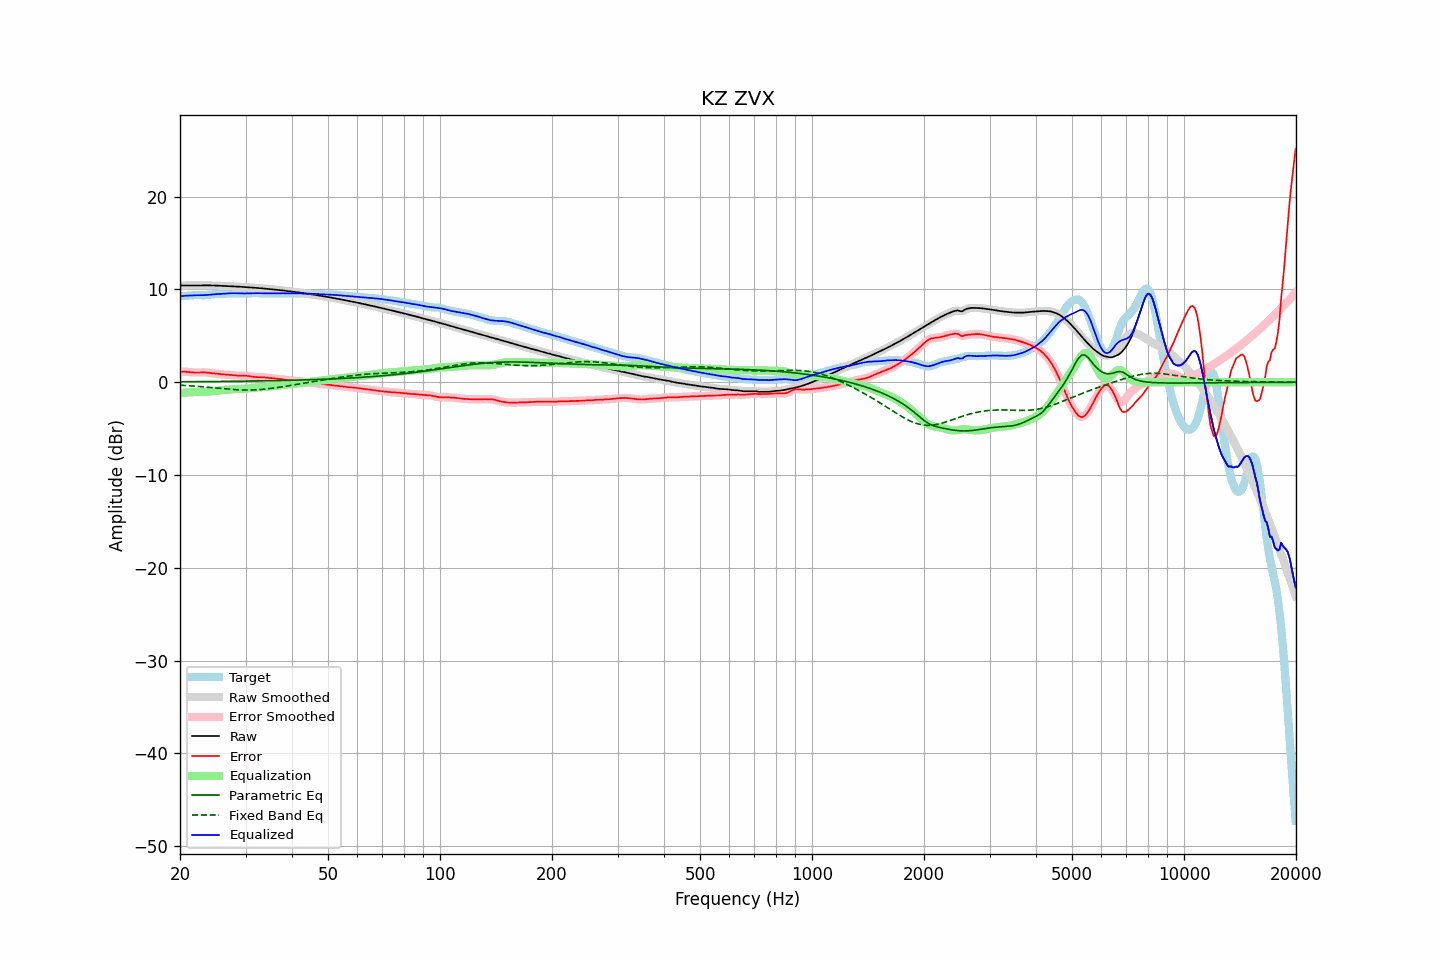 KZ ZVX
20
10
0
−10
−20
−30
−40
−50
Amplitude (dBr)
Target
Raw Smoothed
Error Smoothed
Raw
Error
Equalization
Parametric Eq
Fixed Band Eq
Equalized
20 50 100 200 500 1000 2000 5000 10000 20000
Frequency (Hz)